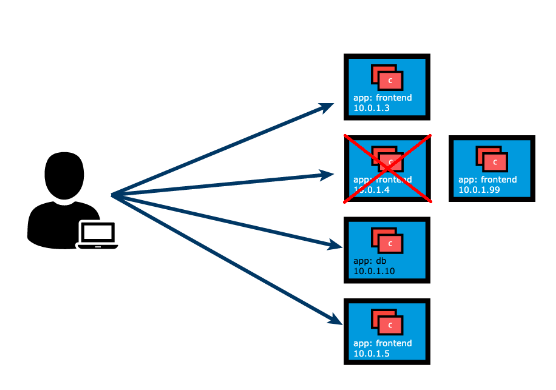 c
app: frontend
10.0.1.3
c
app: frontend
10.0.1.4
c
app: frontend
10.0.1.99
c
app: db
10.0.1.10
c
app: frontend
10.0.1.5